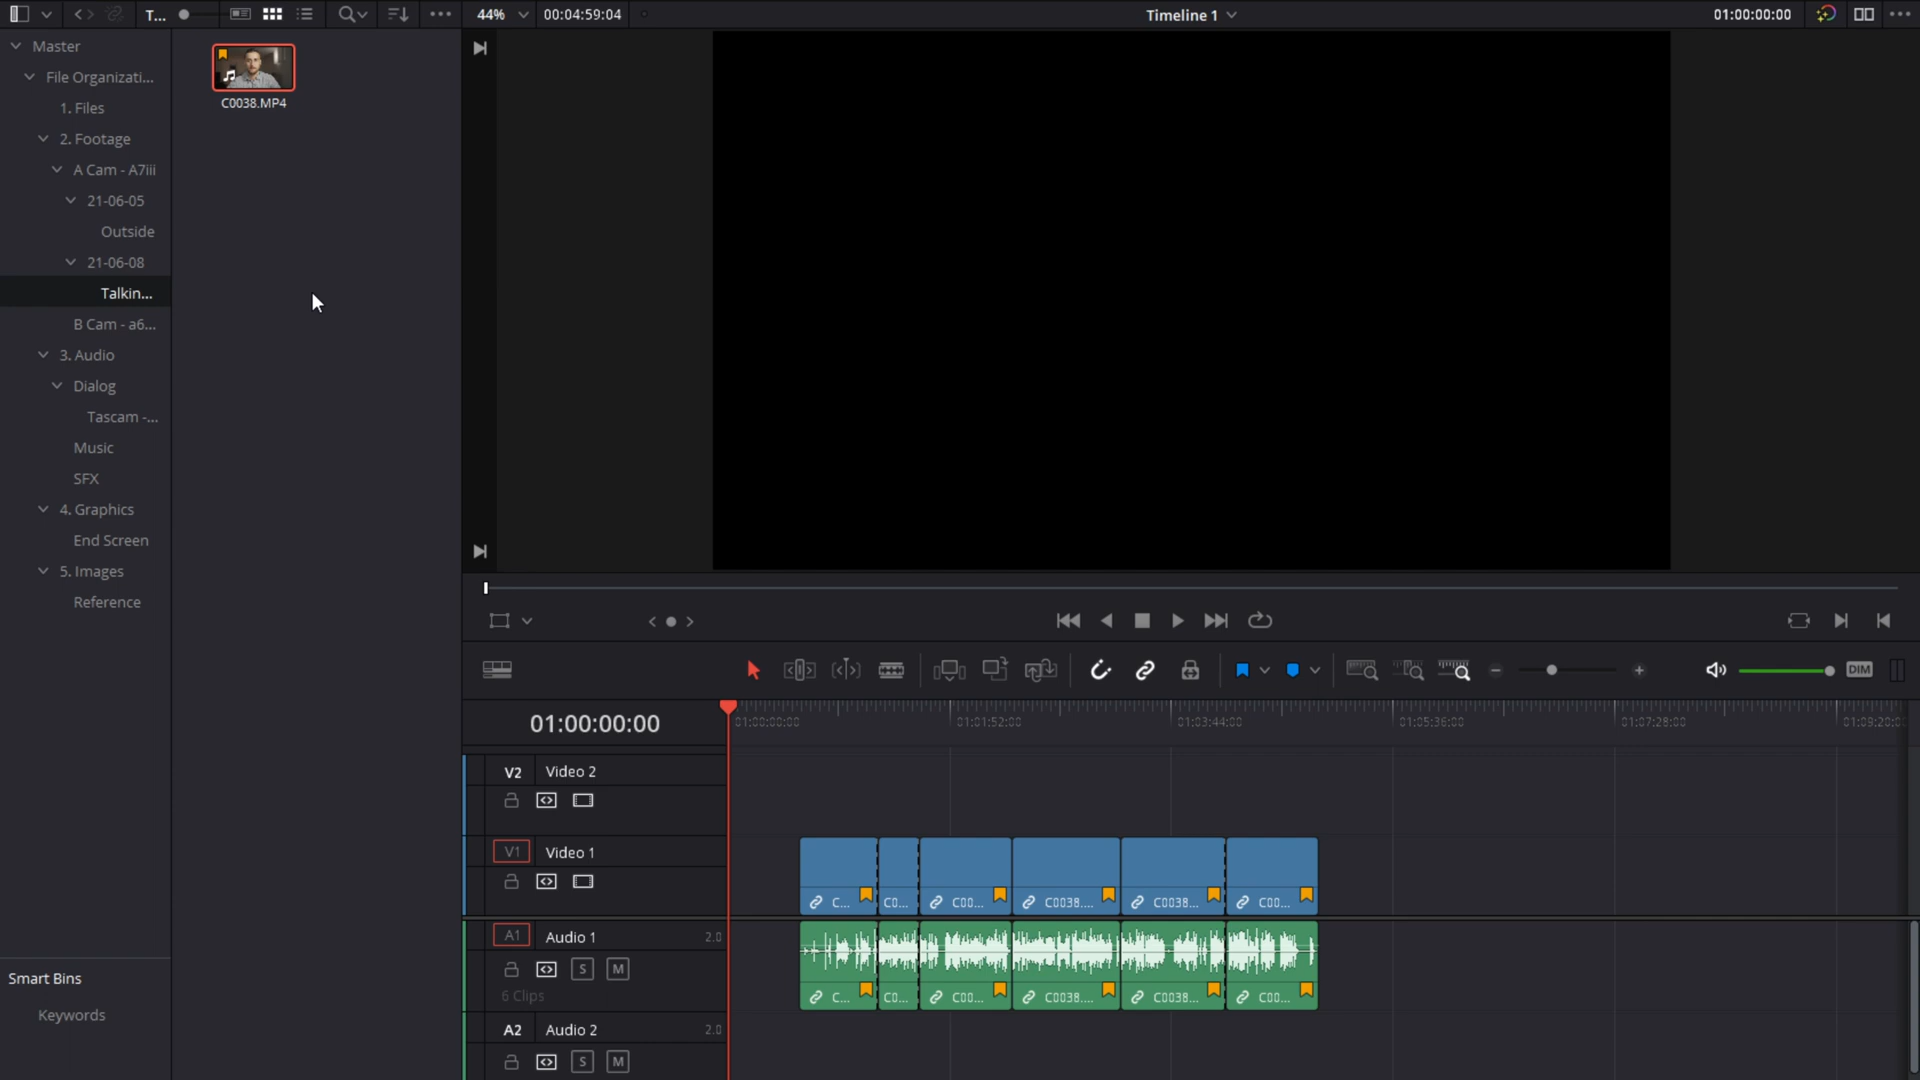 T...
44%
00:04:59:04
Timeline 1
01:00:00:00
Master
File Organizati...
1. Files
2. Footage
A Cam - A7iii
21-06-05
Outside
21-06-08
Talkin...
B Cam - a6...
3. Audio
Dialog
Tascam -...
Music
SFX
4. Graphics
End Screen
5. Images
Reference
Smart Bins
Keywords
C0038.MP4
DIM
01:00:00:00
01:00:00:00
01:01:52:00
01:03:44:00
01:05:36:00
01:07:28:00
01:09:20:0
V2 Video 2
V1 Video 1
C... C0... C00... C0038.... C0038... C00...
A1 Audio 1 2.0
S M
6 Clips
C... C0... C00... C0038.... C0038... C00...
A2 Audio 2 2.0
S M